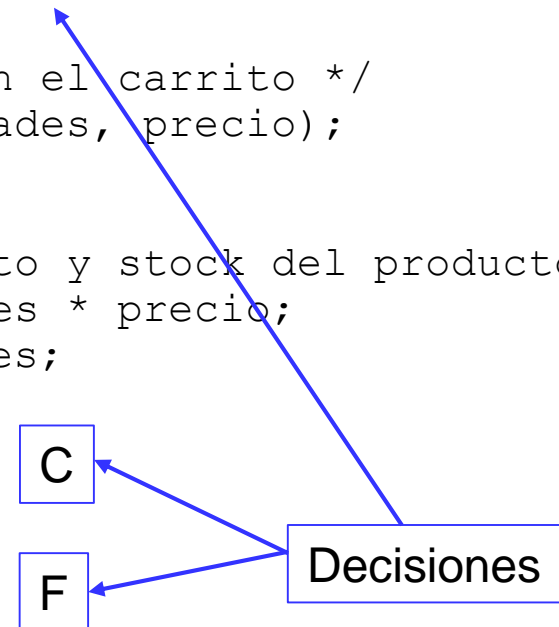 n el carrito */
ades, precio);
to y stock del producto
es * precio;
es;
C
Decisiones
F